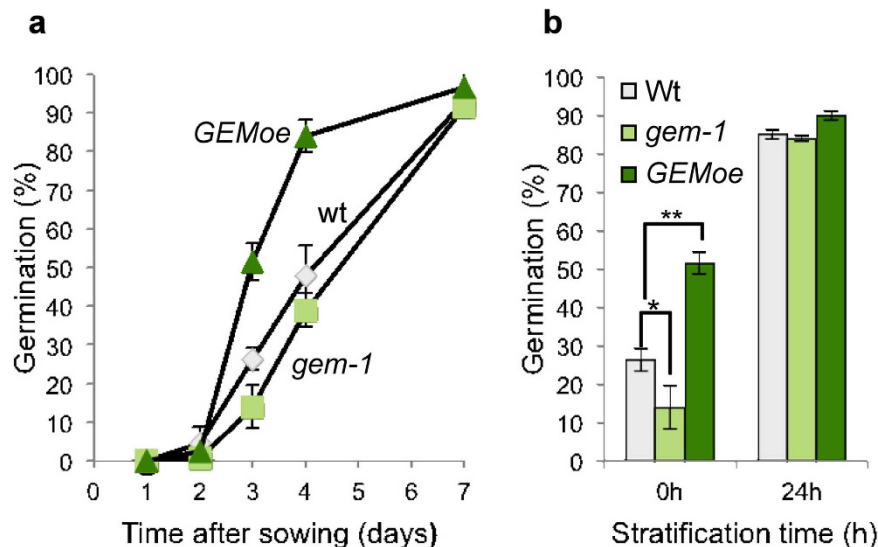 a
Germination (%)
100
90
80
70
60
50
40
30
20
10
0
GEMoe
wt
gem-1
0 1 2 3 4 5 6 7
Time after sowing (days)
b
Germination (%)
100
90
80
70
60
50
40
30
20
10
0
Wt
gem-1
GEMoe
**
*
0h 24h
Stratification time (h)